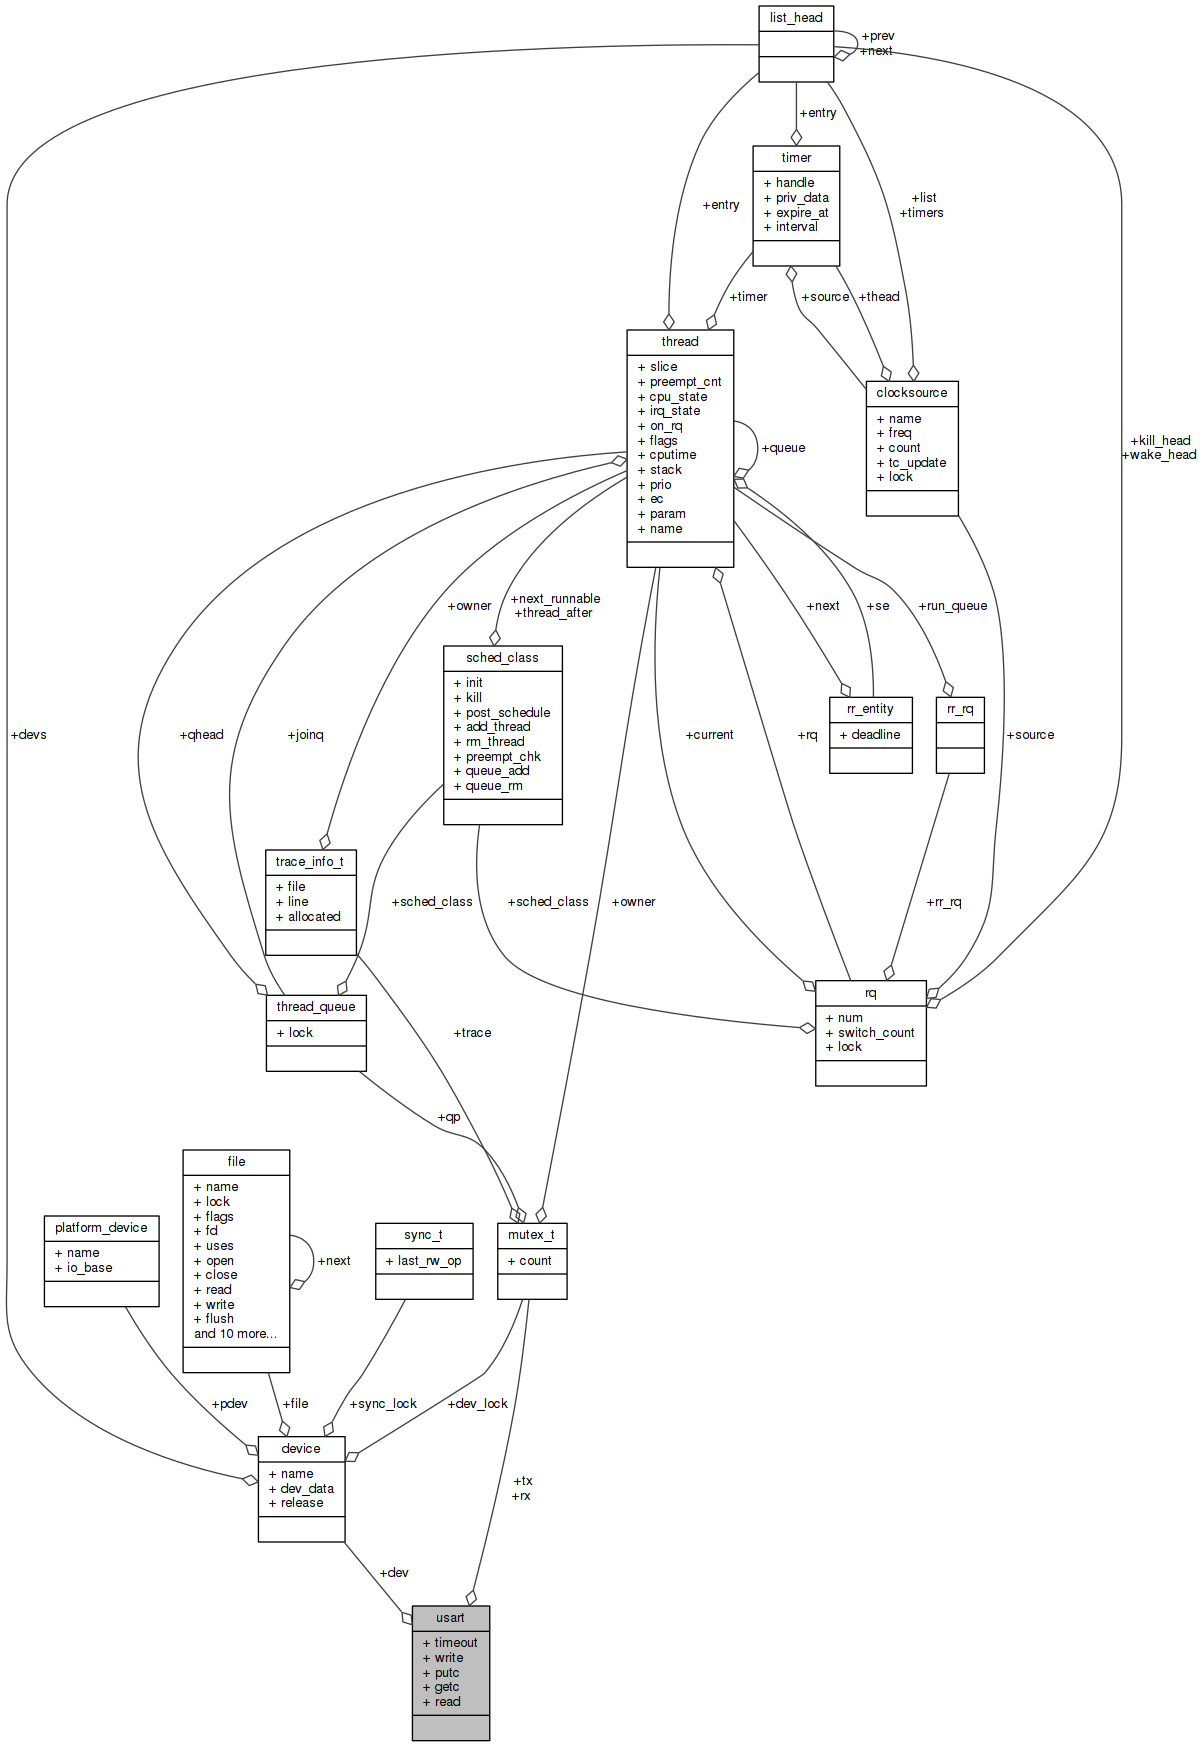 list_head
+prev
+next
+entry
timer
+ handle
+ priv_data
+ expire_at
+ interval
+entry
+list
+timers
+timer
+source
+thead
thread
+ slice
+ preempt_cnt
+ cpu_state
+ irq_state
+ on_rq
+ flags
+ cputime
+ stack
+ prio
+ ec
+ param
+ name
clocksource
+ name
+ freq
+ count
+ tc_update
+ lock
+queue
+kill_head
+wake_head
+owner
+next_runnable
+thread_after
+next
+se
+run_queue
sched_class
+ init
+ kill
+ post_schedule
+ add_thread
+ rm_thread
+ preempt_chk
+ queue_add
+ queue_rm
rr_entity
+ deadline
rr_rq
+devs
+qhead
+joinq
+current
+rq
+source
trace_info_t
+ file
+ line
+ allocated
+sched_class
+sched_class
+owner
+rr_rq
thread_queue
+ lock
rq
+ num
+ switch_count
+ lock
+trace
+qp
file
+ name
+ lock
+ flags
+ fd
+ uses
+ open
+ close
+ read
+ write
+ flush
and 10 more...
+next
platform_device
+ name
+ io_base
sync_t
+ last_rw_op
mutex_t
+ count
+pdev
+file
+sync_lock
+dev_lock
device
+ name
+ dev_data
+ release
+tx
+rx
+dev
usart
+ timeout
+ write
+ putc
+ getc
+ read